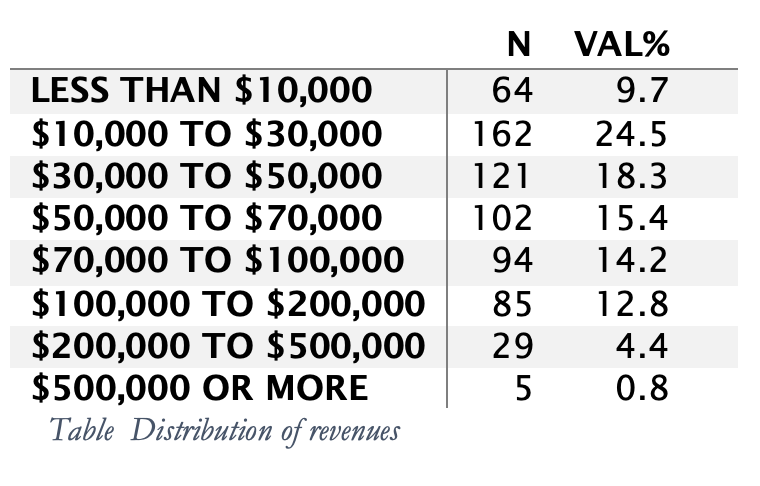 N VAL%
LESS THAN $10,000 64 9.7
$10,000 TO $30,000 162 24.5
$30,000 TO $50,000 121 18.3
$50,000 TO $70,000 102 15.4
$70,000 TO $100,000 94 14.2
$100,000 TO $200,000 85 12.8
$200,000 TO $500,000 29 4.4
$500,000 OR MORE 5 0.8
Table Distribution of revenues